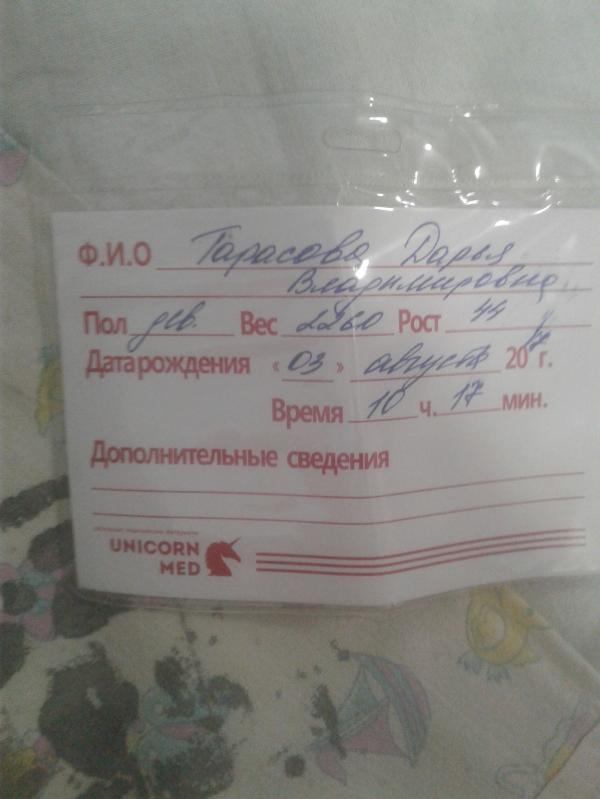 Ф.И.О Тарасова Дарья
Владимировна
Пол дев. Вес 2260 Рост 44
Дата рождения «03» августа 2017 г.
Время 10 ч. 17 мин.
Дополнительные сведения
UNICORN
MED